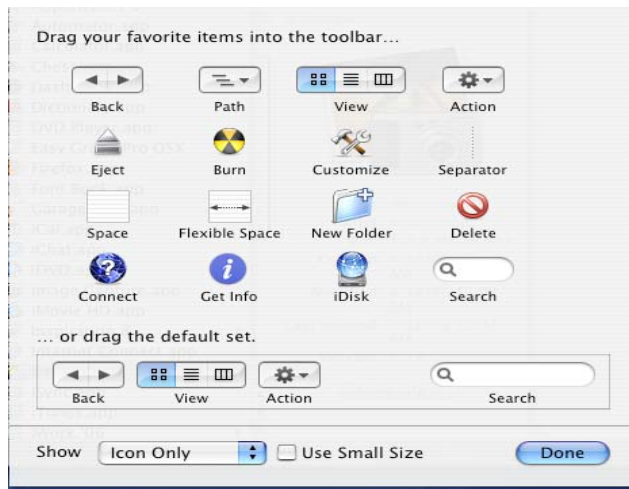 Drag your favorite items into the toolbar...
Back Path View Action
Eject Burn Customize Separator
Space Flexible Space New Folder Delete
Connect Get Info iDisk Search
... or drag the default set.
Back View Action Search
Show Icon Only Use Small Size Done